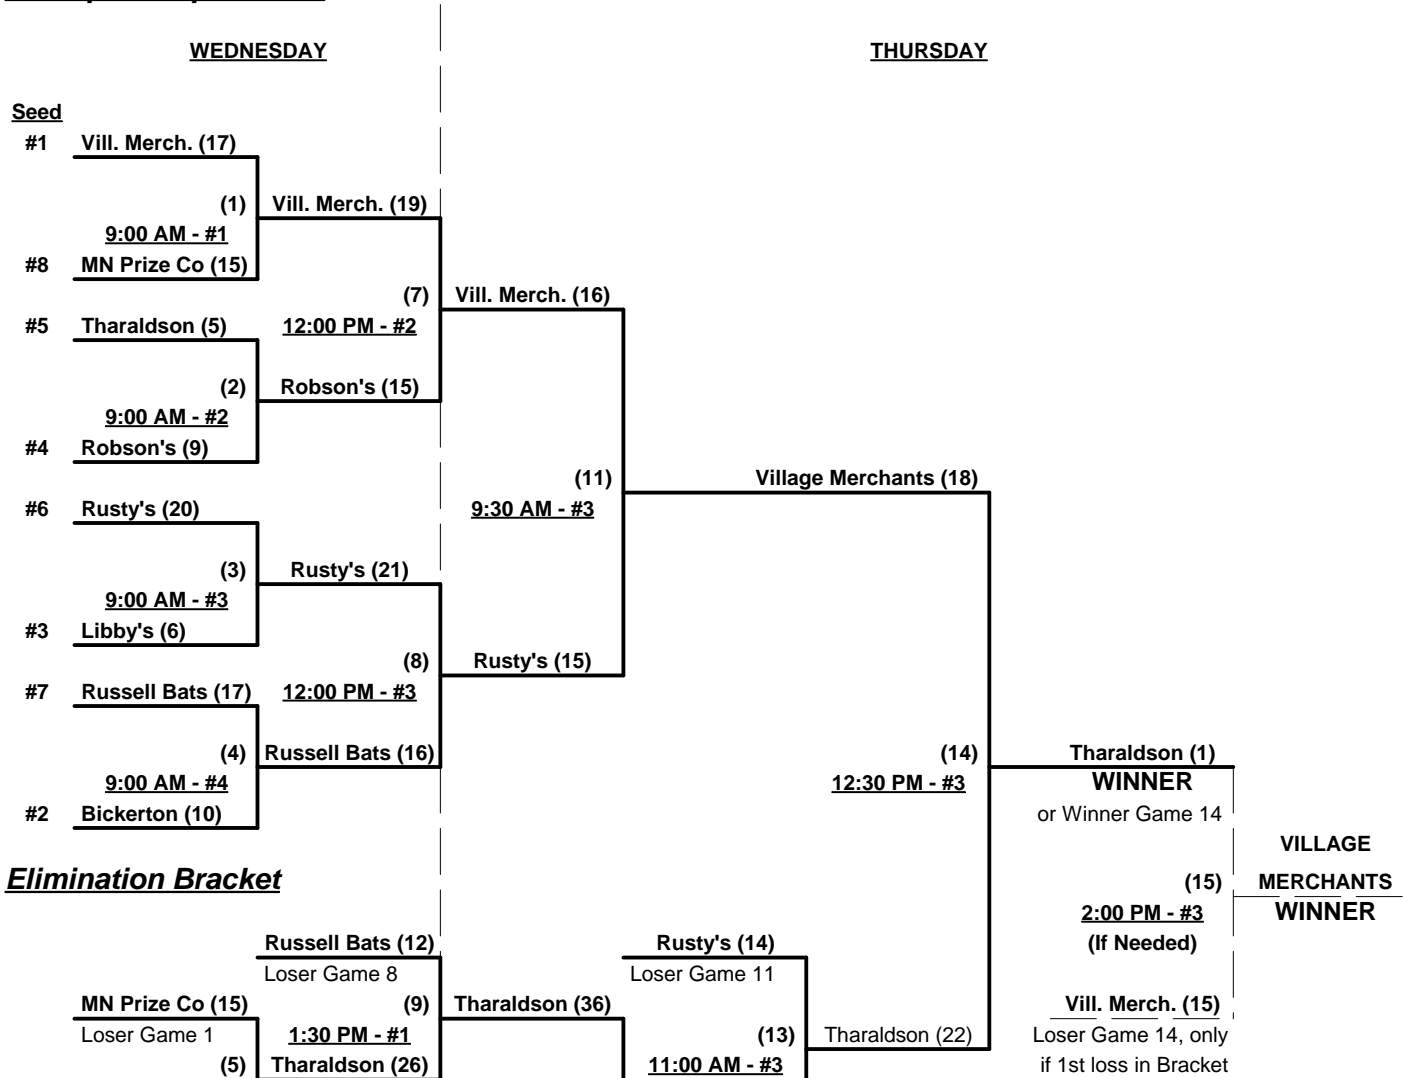 WEDNESDAY
THURSDAY
Seed
#1 Vill. Merch. (17)
(1) Vill. Merch. (19)
9:00 AM - #1
#8 MN Prize Co (15)
(7) Vill. Merch. (16)
#5 Tharaldson (5) 12:00 PM - #2
(2) Robson's (15)
9:00 AM - #2
#4 Robson's (9)
(11) Village Merchants (18)
#6 Rusty's (20) 9:30 AM - #3
(3) Rusty's (21)
9:00 AM - #3
#3 Libby's (6)
(8) Rusty's (15)
#7 Russell Bats (17) 12:00 PM - #3
(4) Russell Bats (16) (14) Tharaldson (1)
9:00 AM - #4 12:30 PM - #3 WINNER
#2 Bickerton (10) or Winner Game 14
VILLAGE
Elimination Bracket (15) MERCHANTS
2:00 PM - #3 WINNER
Russell Bats (12) Rusty's (14) (If Needed)
Loser Game 8 Loser Game 11
MN Prize Co (15) (9) Tharaldson (36) Vill. Merch. (15)
Loser Game 1 1:30 PM - #1 (13) Tharaldson (22) Loser Game 14, only
(5) Tharaldson (26) 11:00 AM - #3 if 1st loss in Bracket